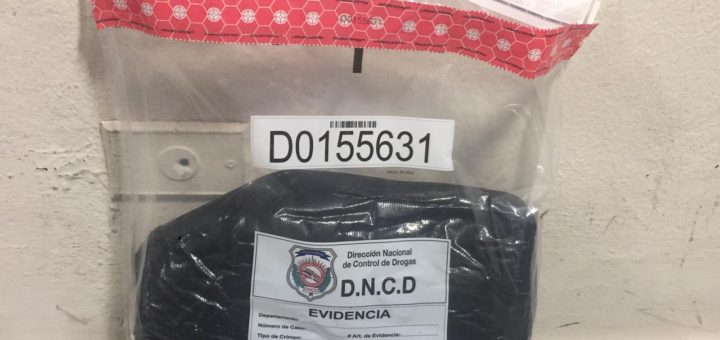 D0155631
D0155631
Dirección Nacional
de Control de Drogas
D.N.C.D
EVIDENCIA
Departamento:
Número de Caso:
# Art. de Evidencia:
Tipo de Crimen: